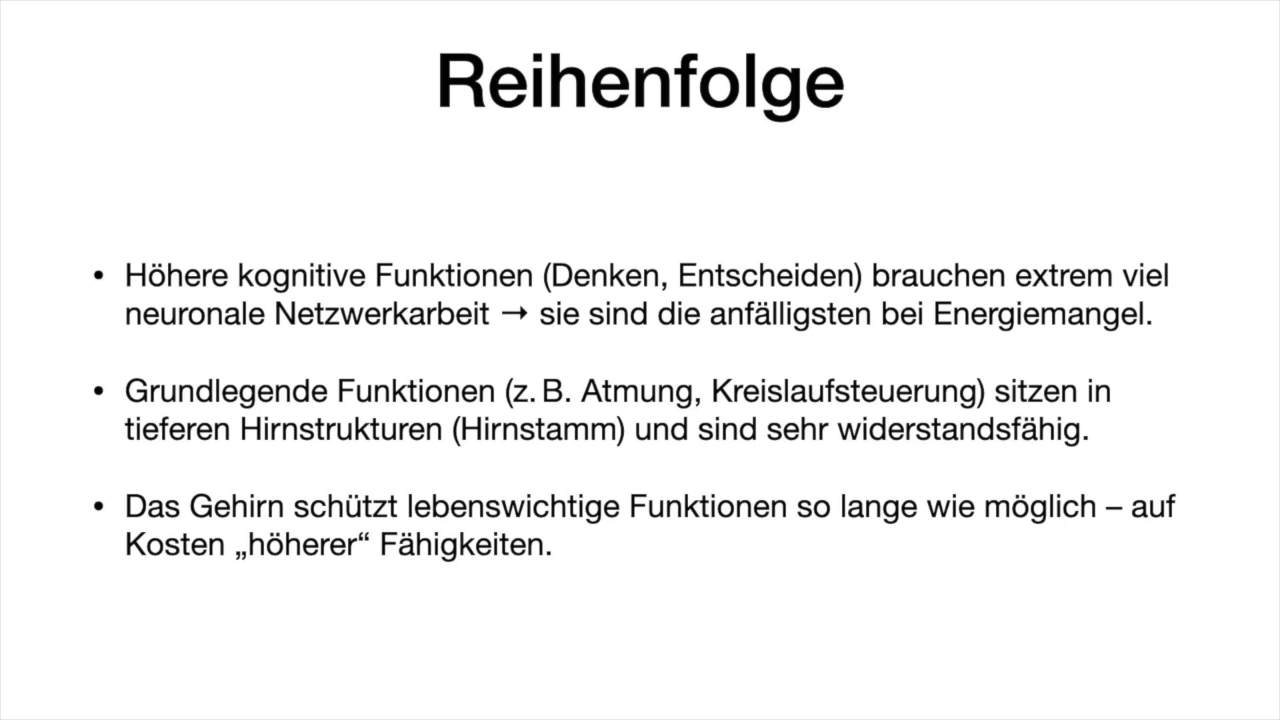 Reihenfolge
• Höhere kognitive Funktionen (Denken, Entscheiden) brauchen extrem viel
neuronale Netzwerkarbeit → sie sind die anfälligsten bei Energiemangel.
• Grundlegende Funktionen (z. B. Atmung, Kreislaufsteuerung) sitzen in
tieferen Hirnstrukturen (Hirnstamm) und sind sehr widerstandsfähig.
• Das Gehirn schützt lebenswichtige Funktionen so lange wie möglich – auf
Kosten „höherer“ Fähigkeiten.